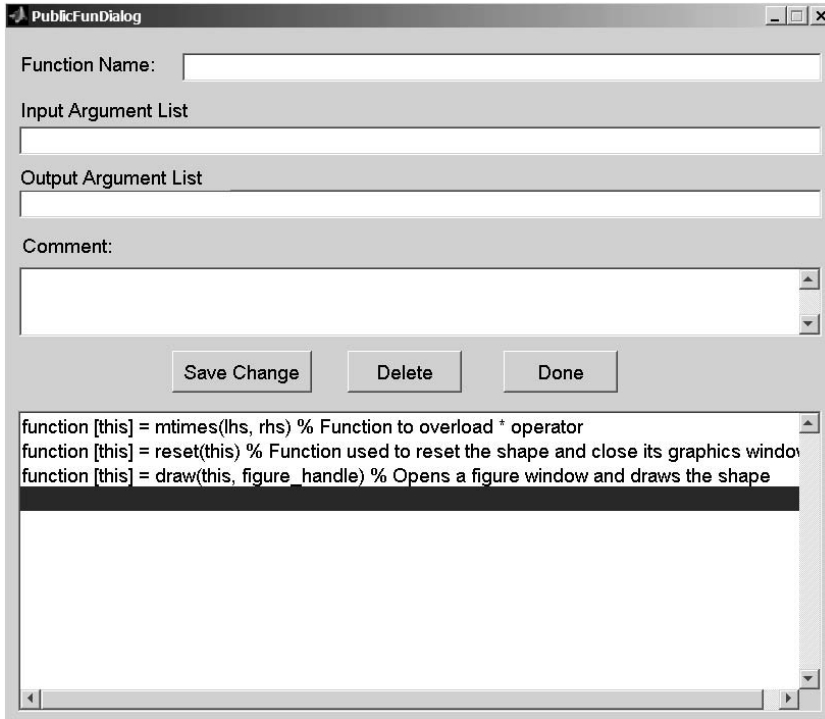 PublicFunDialog
Function Name:
Input Argument List
Output Argument List
Comment:
Save Change Delete Done
function [this] = mtimes(lhs, rhs) % Function to overload * operator
function [this] = reset(this) % Function used to reset the shape and close its graphics window
function [this] = draw(this, figure_handle) % Opens a figure window and draws the shape